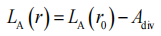 L_A (r) = L_A (r_0) − A_div